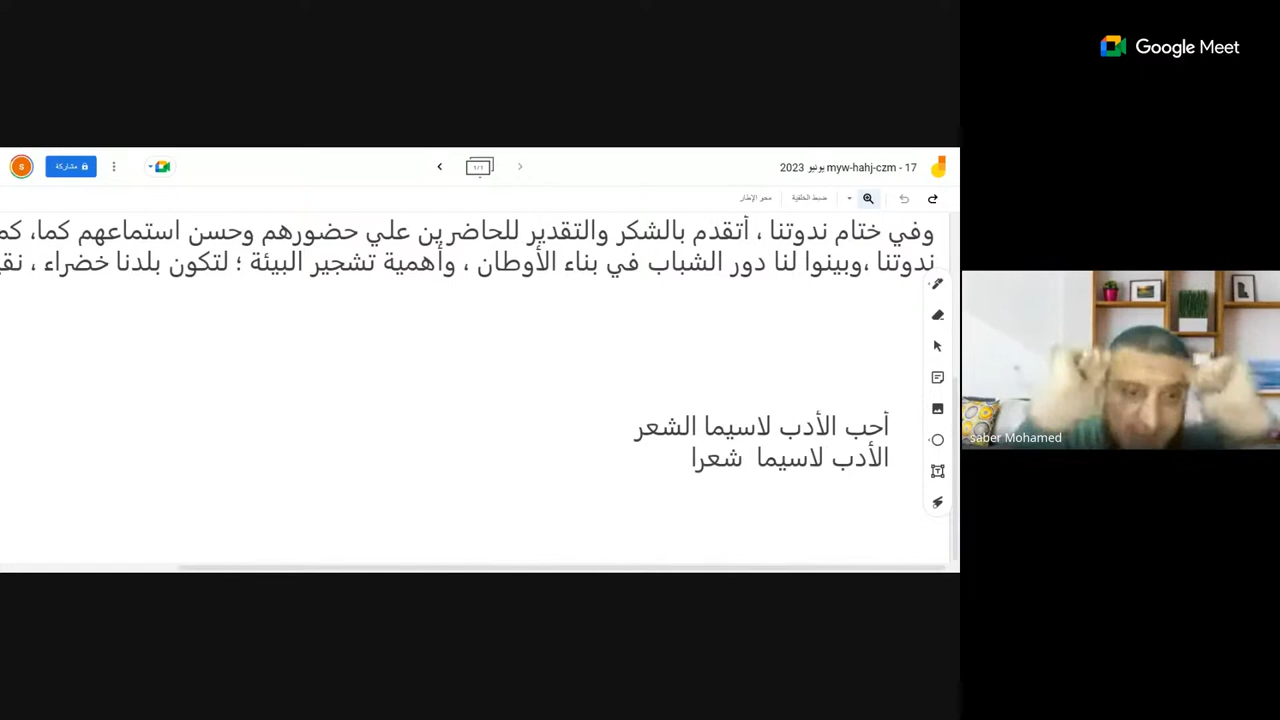 Google Meet
myw-hahj-czm - 17 يونيو 2023
1/1
مشاركة
S
ضبط الخلفية
محو الإطار
وفي ختام ندوتنا ، أتقدم بالشكر والتقدير للحاضرين علي حضورهم وحسن استماعهم كما،
ندوتنا ،وبينوا لنا دور الشباب في بناء الأوطان ، وأهمية تشجير البيئة ؛ لتكون بلدنا خضراء ،
أحب الأدب لاسيما الشعر
الأدب لاسيما شعرا
saber Mohamed